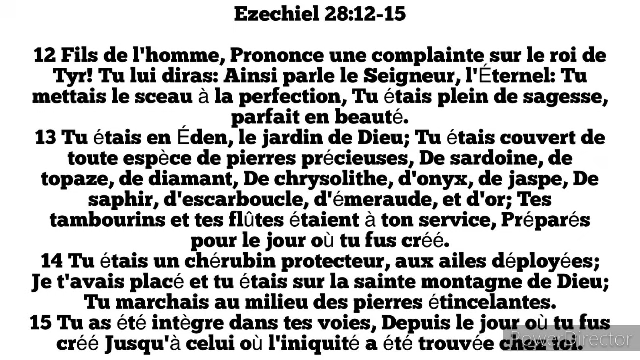 Ezechiel 28:12-15
12 Fils de l'homme, Prononce une complainte sur le roi de
Tyr! Tu lui diras: Ainsi parle le Seigneur, l'Éternel: Tu
mettais le sceau à la perfection, Tu étais plein de sagesse,
parfait en beauté.
13 Tu étais en Éden, le jardin de Dieu; Tu étais couvert de
toute espèce de pierres précieuses, De sardoine, de
topaze, de diamant, De chrysolithe, d'onyx, de jaspe, De
saphir, d'escarboucle, d'émeraude, et d'or; Tes
tambourins et tes flûtes étaient à ton service, Préparés
pour le jour où tu fus créé.
14 Tu étais un chérubin protecteur, aux ailes déployées;
Je t'avais placé et tu étais sur la sainte montagne de Dieu;
Tu marchais au milieu des pierres étincelantes.
15 Tu as été intègre dans tes voies, Depuis le jour où tu fus
créé Jusqu'à celui où l'iniquité a été trouvée chez toi.
PowerDirector